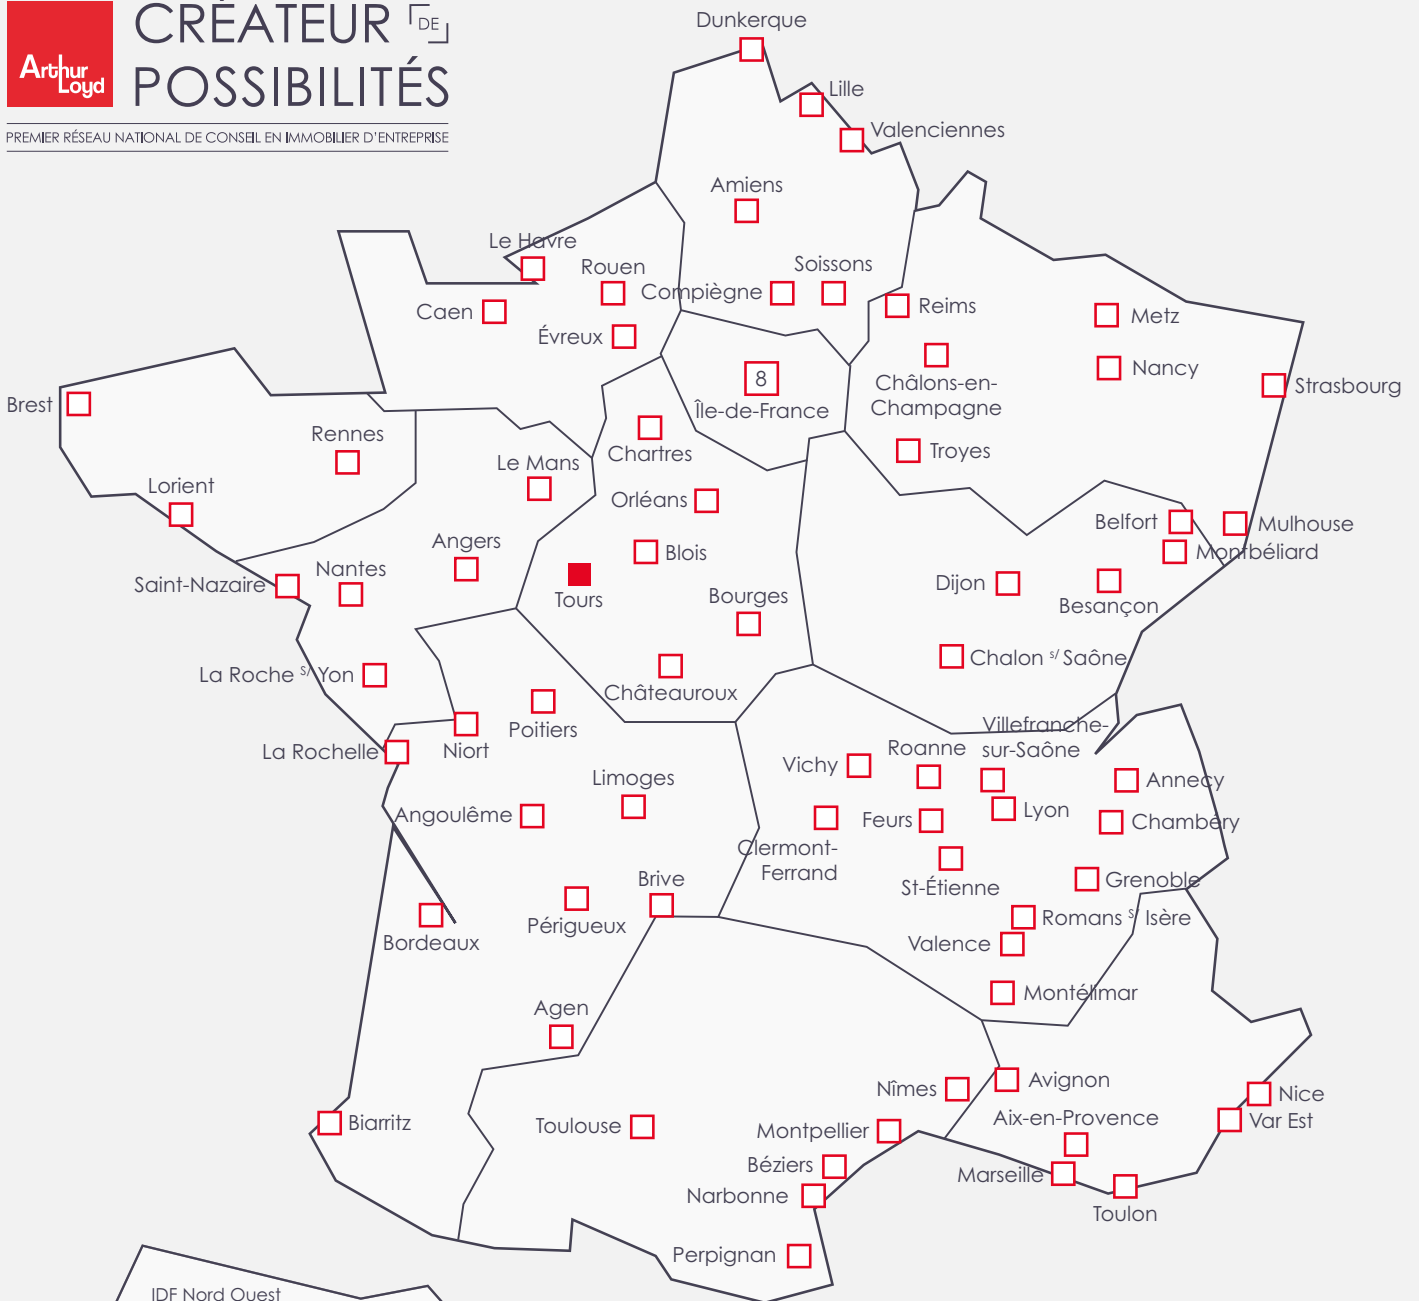 CRÉATEUR DE
POSSIBILITÉS
Arthur
Loyd
PREMIER RÉSEAU NATIONAL DE CONSEIL EN IMMOBILIER D'ENTREPRISE
Dunkerque
Lille
Valenciennes
Amiens
Le Havre
Rouen
Soissons
Compiègne
Caen
Reims
Metz
Évreux
Nancy
8
Île-de-France
Châlons-en-
Champagne
Strasbourg
Brest
Rennes
Chartres
Troyes
Le Mans
Lorient
Orléans
Belfort
Mulhouse
Angers
Blois
Montbéliard
Saint-Nazaire
Nantes
Tours
Bourges
Dijon
Besançon
Chalon s/ Saône
La Roche s/ Yon
Châteauroux
Poitiers
Niort
La Rochelle
Villefranche-
sur-Saône
Roanne
Vichy
Limoges
Annecy
Angoulême
Feurs
Lyon
Chambéry
Clermont-
Ferrand
St-Étienne
Brive
Grenoble
Périgueux
Bordeaux
Romans s/ Isère
Valence
Agen
Montélimar
Nîmes
Avignon
Nice
Biarritz
Toulouse
Montpellier
Aix-en-Provence
Var Est
Béziers
Marseille
Narbonne
Toulon
Perpignan
IDF Nord Ouest